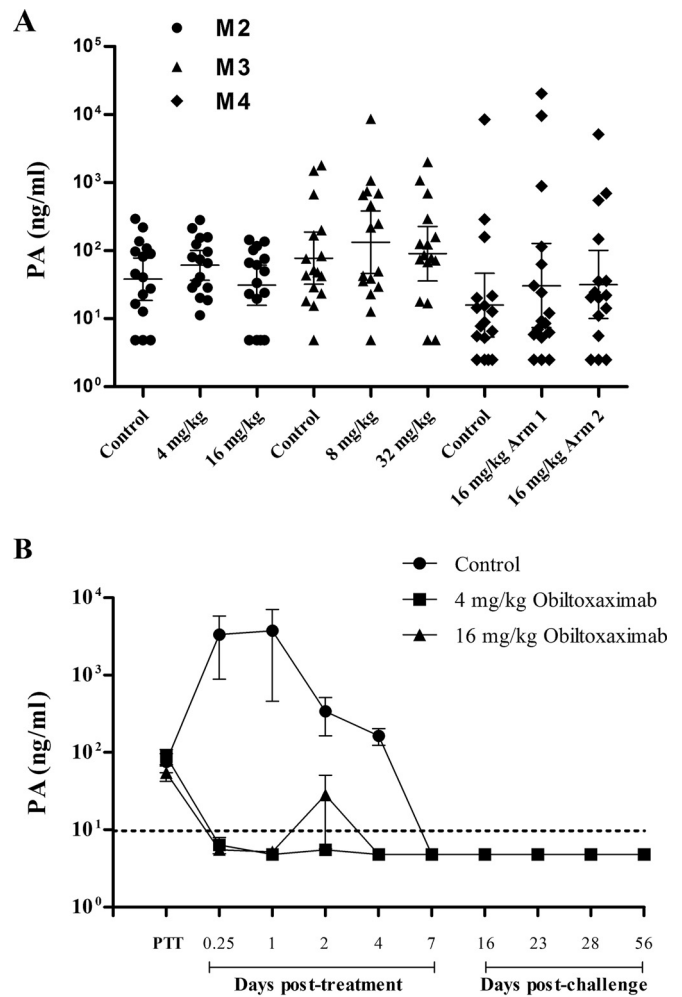 A
M2
M3
M4
PA (ng/ml)
10⁵
10⁴
10³
10²
10¹
10⁰
Control
4 mg/kg
16 mg/kg
Control
8 mg/kg
32 mg/kg
Control
16 mg/kg Arm 1
16 mg/kg Arm 2
B
Control
4 mg/kg Obiltoxaximab
16 mg/kg Obiltoxaximab
PA (ng/ml)
10⁴
10³
10²
10¹
10⁰
PTT 0.25 1 2 4 7 16 23 28 56
Days post-treatment Days post-challenge